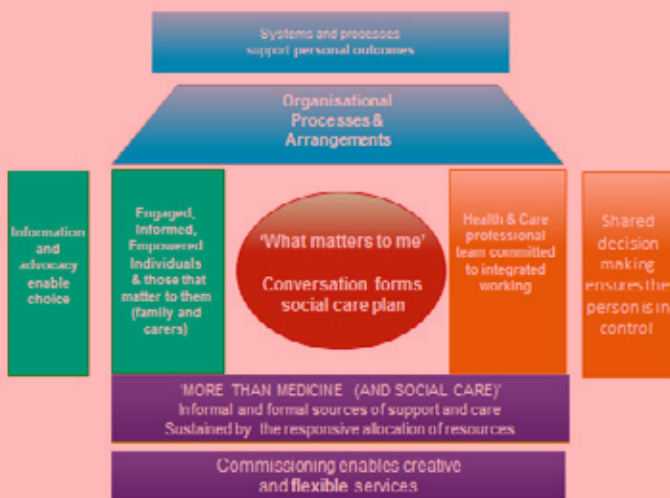 Systems and processes
support personal outcomes
Organisational
Processes &
Arrangements
Information
and
advocacy
enable
choice
Engaged,
Informed,
Empowered
Individuals
& those that
matter to them
(family and
carers)
'What matters to me'
Conversation forms
social care plan
Health & Care
professional
team committed
to integrated
working
Shared
decision
making
ensures the
person is in
control
'MORE THAN MEDICINE (AND SOCIAL CARE)'
Informal and formal sources of support and care
Sustained by the responsive allocation of resources
Commissioning enables creative
and flexible services